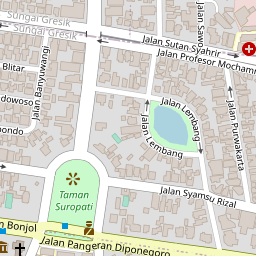 Sungai Gresik
Sungai Gresik
Jalan Sutan Syahrir
Jalan Profesor Mochamm
Jalan Sawo
Blitar
Jalan Banyuwangi
dowoso
ondo
Jalan Lembang
Jalan Lembang
Jalan Lembang
Jalan Purwakarta
Taman
Suropati
Jalan Syamsu Rizal
n Bonjol
Jalan Pangeran Diponegoro